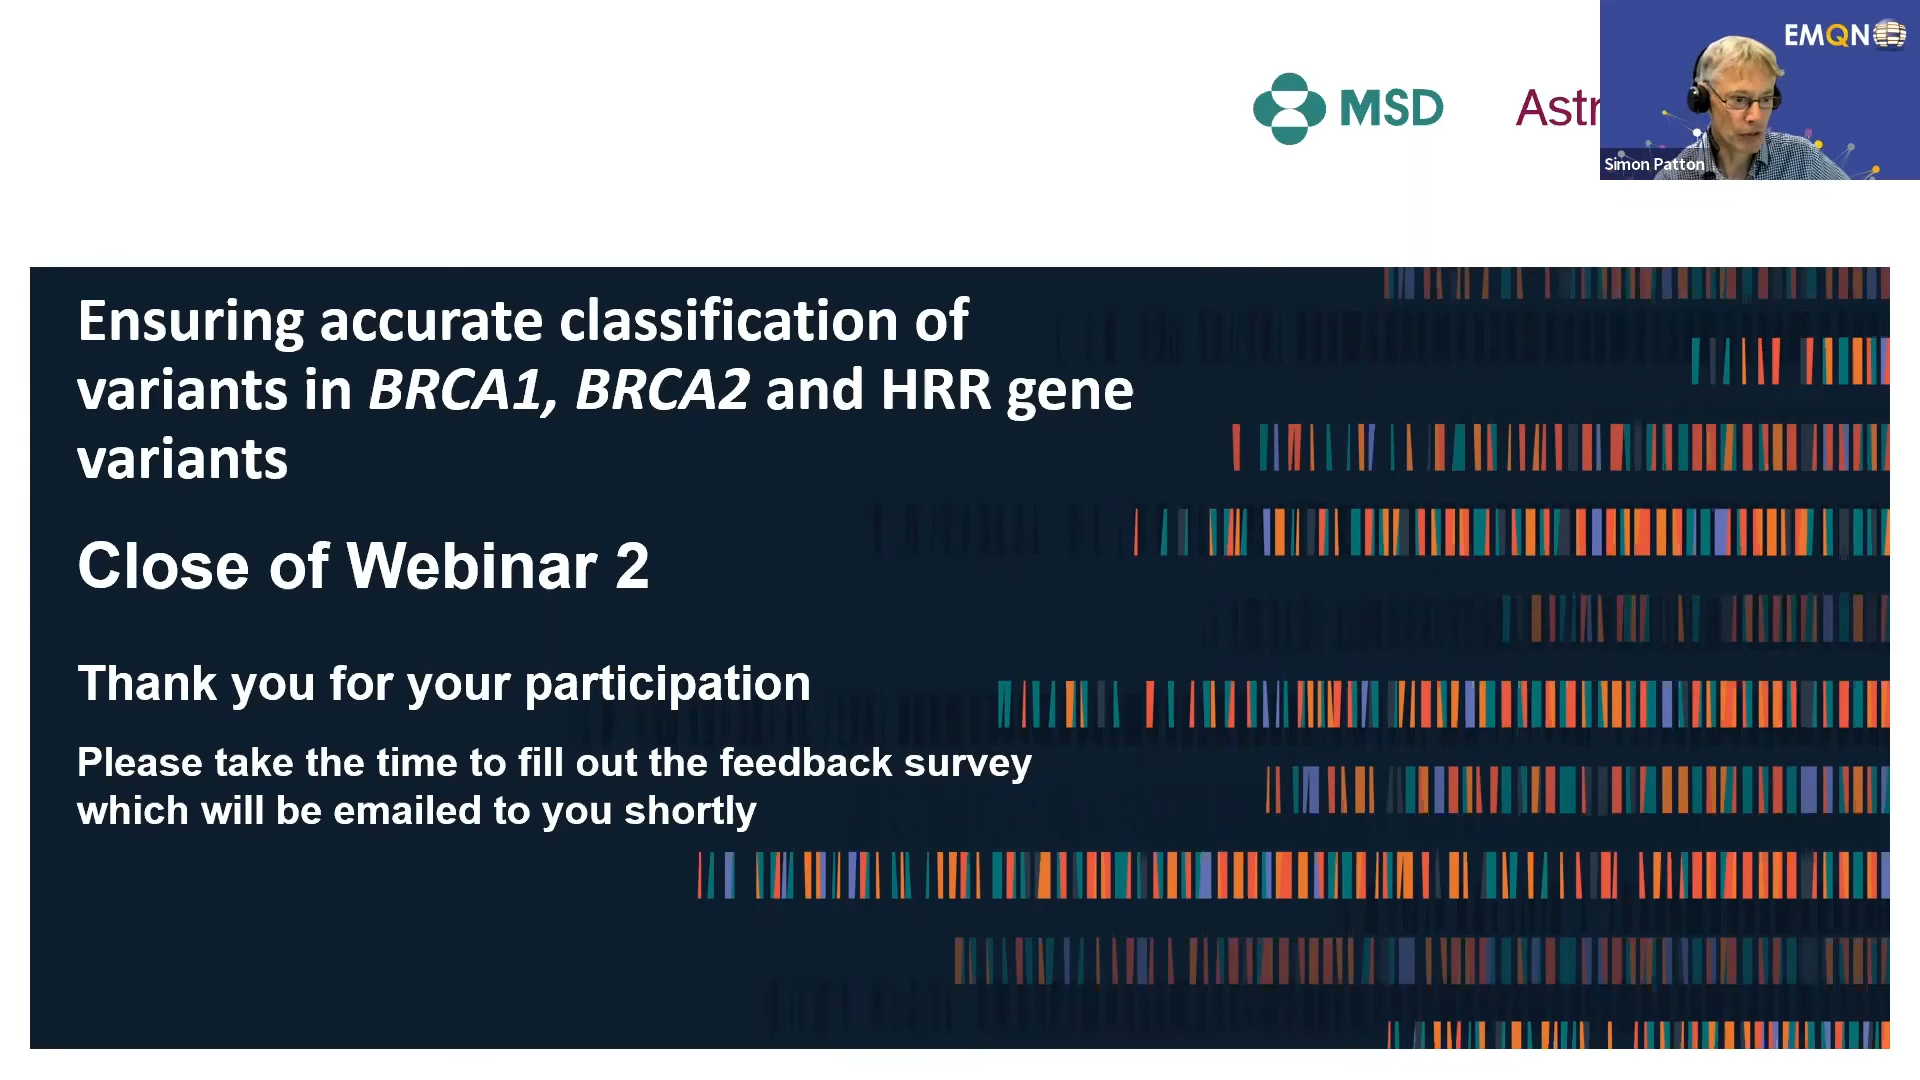 EMQN
MSD
Astr
Simon Patton
Ensuring accurate classification of
variants in BRCA1, BRCA2 and HRR gene
variants
Close of Webinar 2
Thank you for your participation
Please take the time to fill out the feedback survey
which will be emailed to you shortly